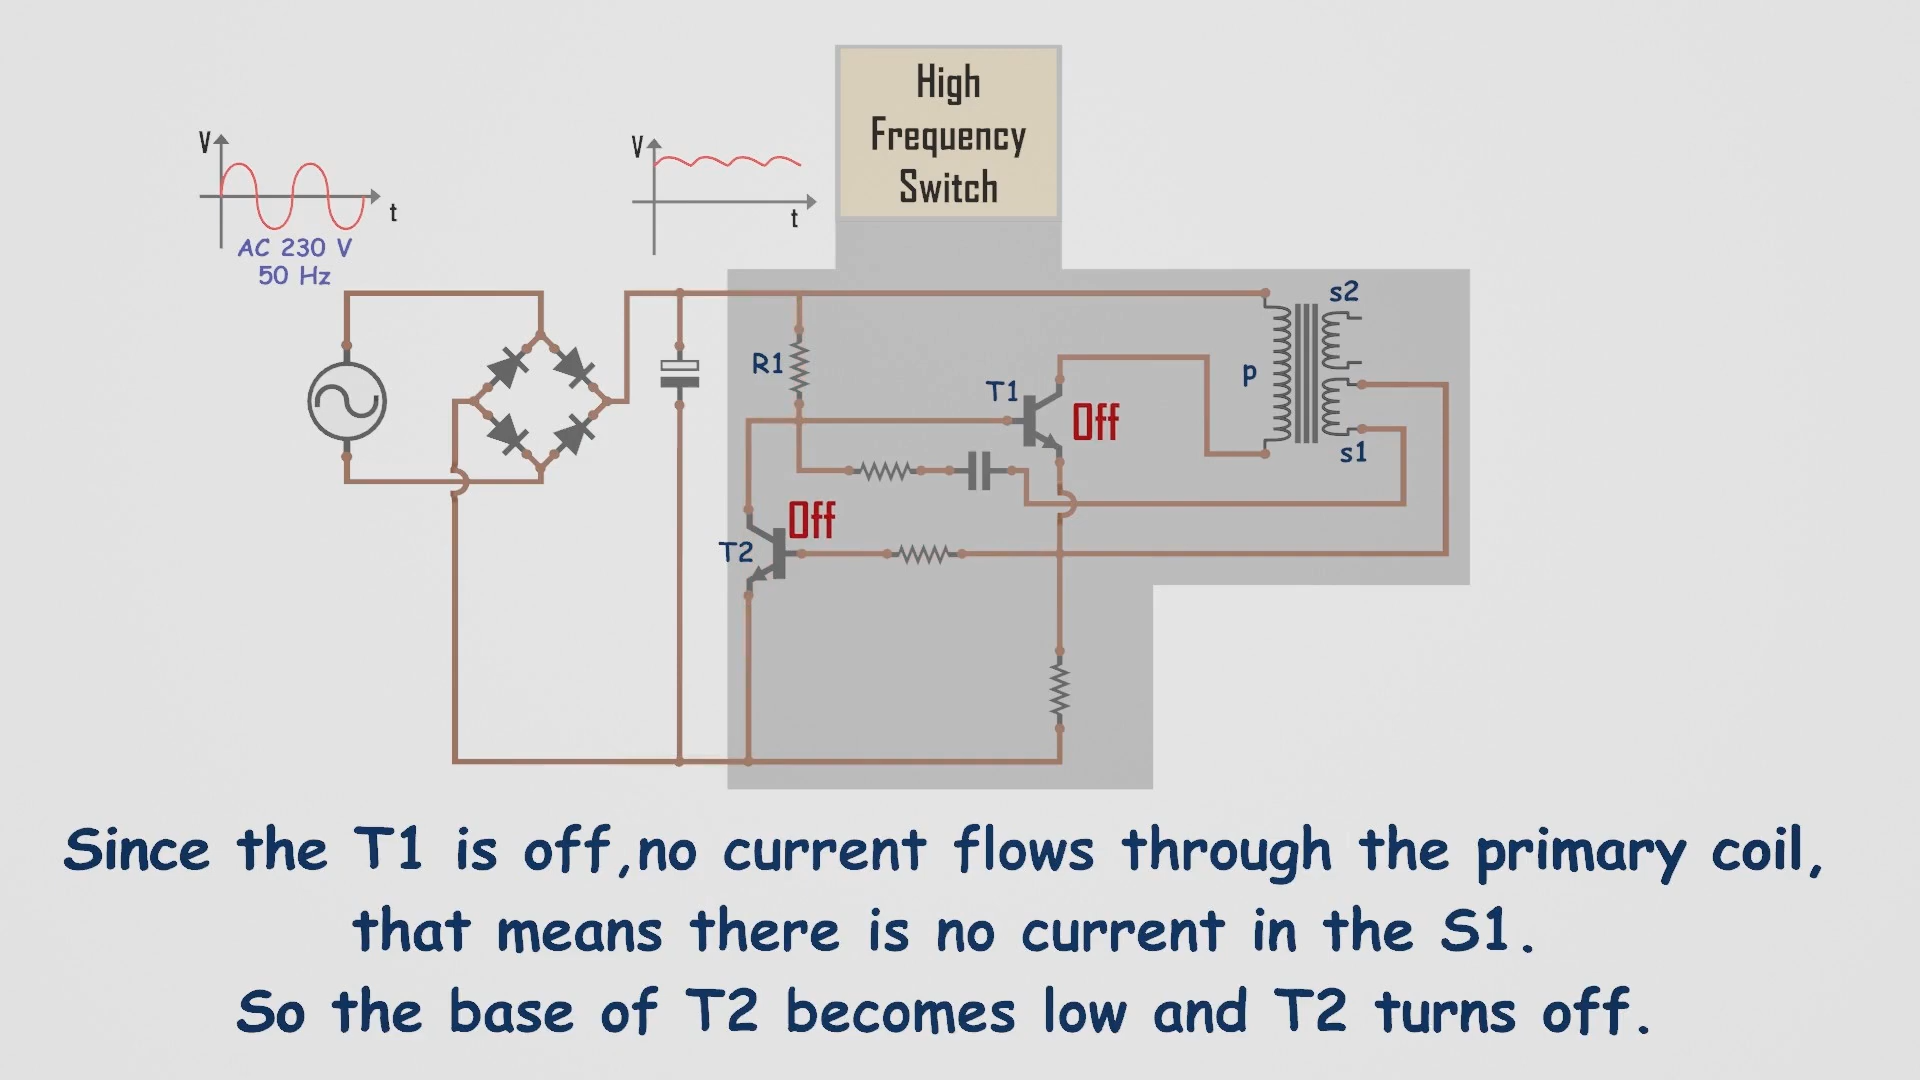 High
Frequency
Switch
V
t
AC 230 V
50 Hz
V
t
s2
R1
p
T1
Off
s1
Off
T2
Since the T1 is off,no current flows through the primary coil,
that means there is no current in the S1.
So the base of T2 becomes low and T2 turns off.